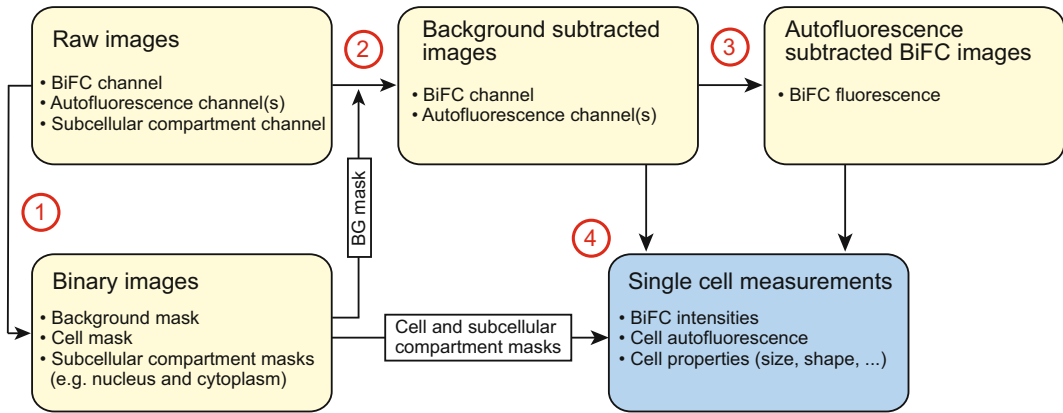 Raw images
• BiFC channel
• Autofluorescence channel(s)
• Subcellular compartment channel
2
Background subtracted
images
• BiFC channel
• Autofluorescence channel(s)
3
Autofluorescence
subtracted BiFC images
• BiFC fluorescence
1
BG mask
4
Binary images
• Background mask
• Cell mask
• Subcellular compartment masks
(e.g. nucleus and cytoplasm)
Cell and subcellular
compartment masks
Single cell measurements
• BiFC intensities
• Cell autofluorescence
• Cell properties (size, shape, ...)